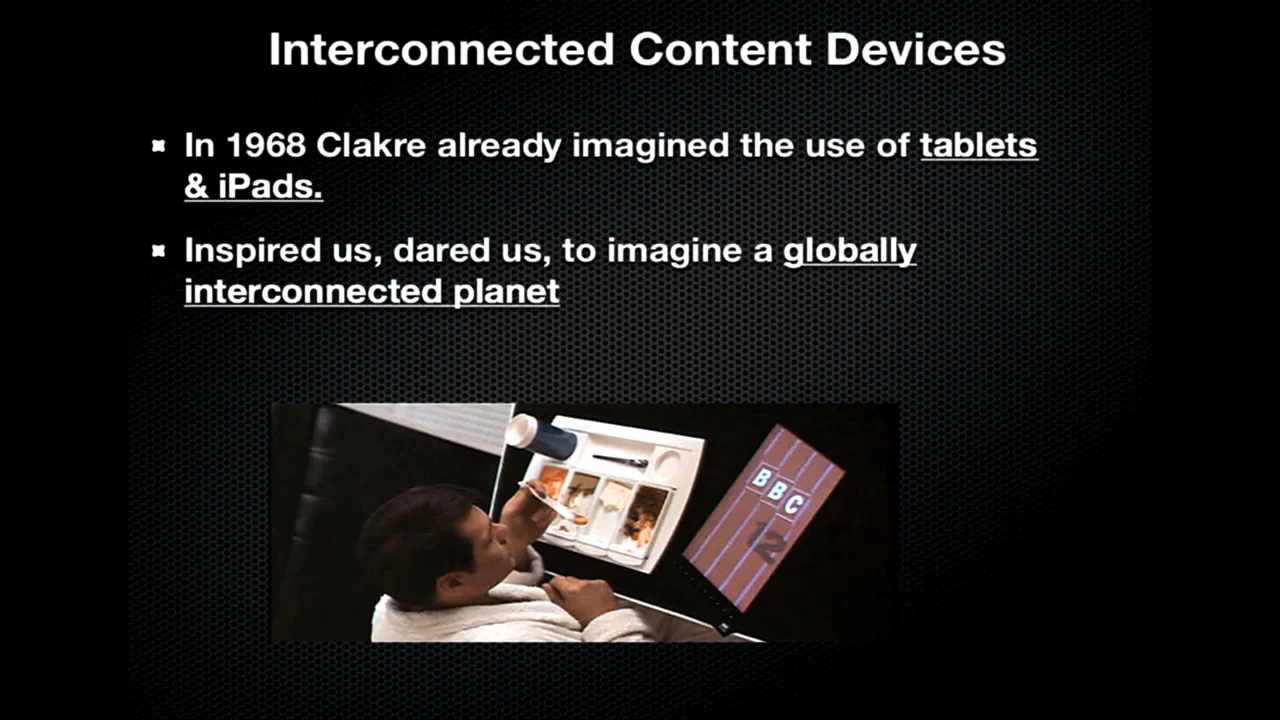 Interconnected Content Devices
In 1968 Clakre already imagined the use of tablets
& iPads.
Inspired us, dared us, to imagine a globally
interconnected planet
BBC
12